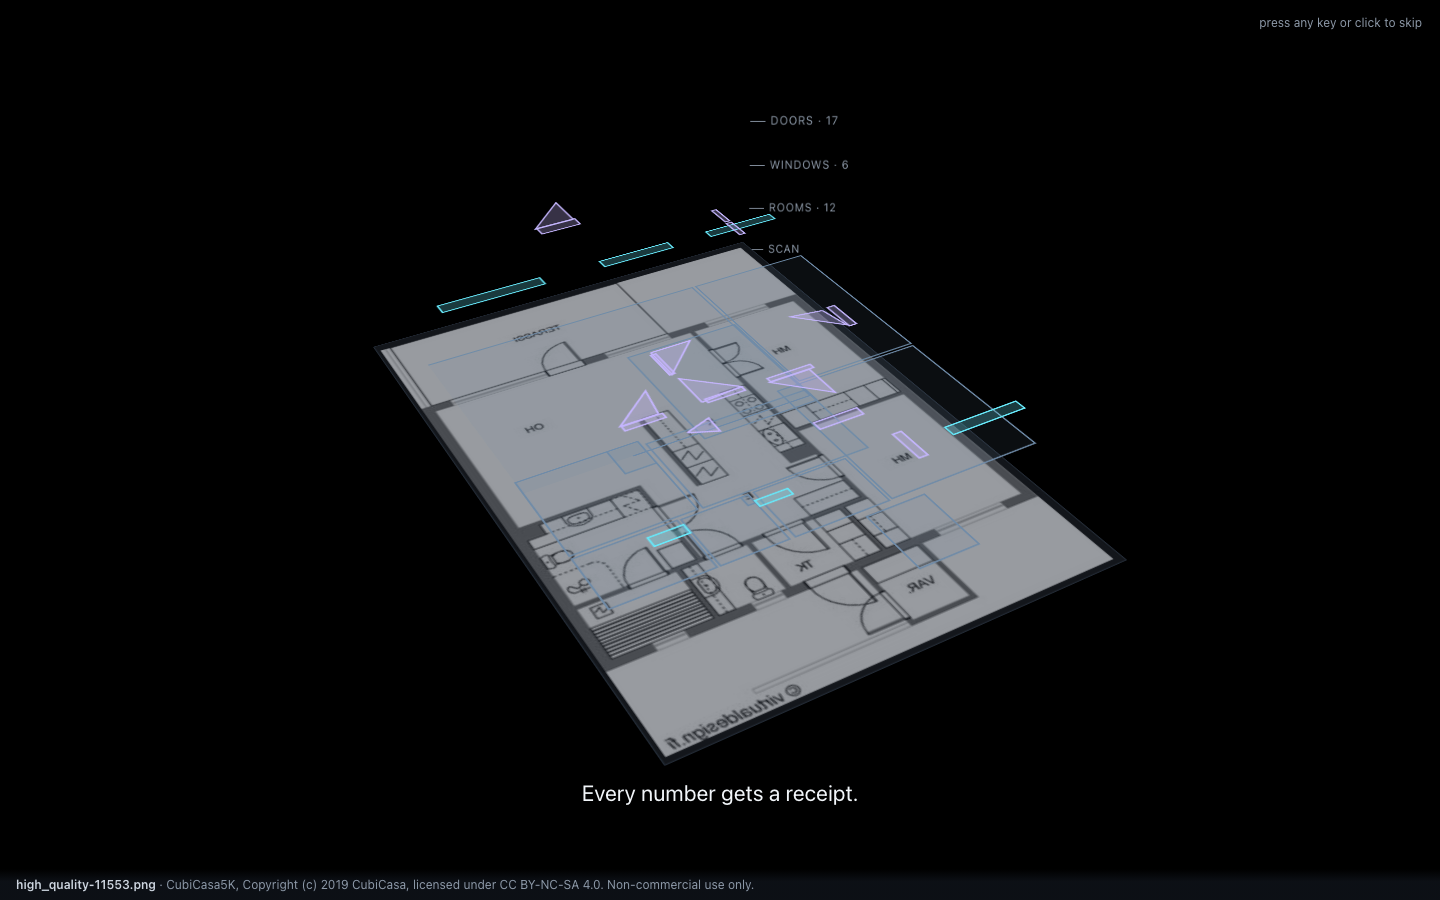 press any key or click to skip
DOORS · 17
WINDOWS · 6
ROOMS · 12
SCAN
TERASSI
MH
OH
MH
TK
VAR.
© virtualdesign.fi
Every number gets a receipt.
high_quality-11553.png · CubiCasa5K, Copyright (c) 2019 CubiCasa, licensed under CC BY-NC-SA 4.0. Non-commercial use only.